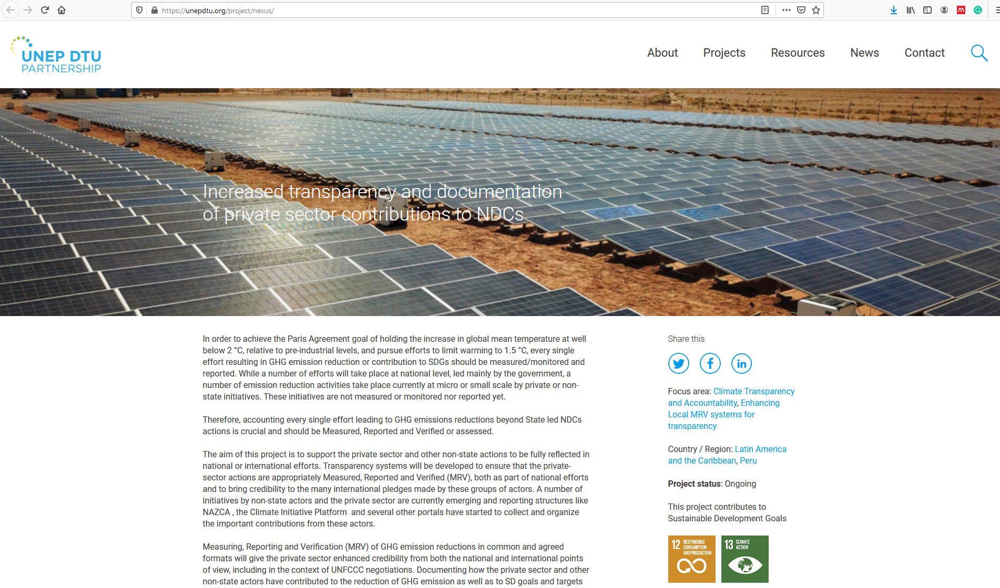 https://unepdtu.org/project/nexus/
UNEP DTU
PARTNERSHIP
About Projects Resources News Contact
Increased transparency and documentation
of private sector contributions to NDCs
In order to achieve the Paris Agreement goal of holding the increase in global mean temperature at well
below 2 °C, relative to pre-industrial levels, and pursue efforts to limit warming to 1.5 °C, every single
effort resulting in GHG emission reduction or contribution to SDGs should be measured/monitored and
reported. While a number of efforts will take place at national level, led mainly by the government, a
number of emission reduction activities take place currently at micro or small scale by private or non-
state initiatives. These initiatives are not measured or monitored nor reported yet.
Therefore, accounting every single effort leading to GHG emissions reductions beyond State led NDCs
actions is crucial and should be Measured, Reported and Verified or assessed.
The aim of this project is to support the private sector and other non-state actions to be fully reflected in
national or international efforts. Transparency systems will be developed to ensure that the private-
sector actions are appropriately Measured, Reported and Verified (MRV), both as part of national efforts
and to bring credibility to the many international pledges made by these groups of actors. A number of
initiatives by non-state actors and the private sector are currently emerging and reporting structures like
NAZCA , the Climate Initiative Platform  and several other portals have started to collect and organize
the important contributions from these actors.
Measuring, Reporting and Verification (MRV) of GHG emission reductions in common and agreed
formats will give the private sector enhanced credibility from both the national and international points
of view, including in the context of UNFCCC negotiations. Documenting how the private sector and other
non-state actors have contributed to the reduction of GHG emission as well as to SD goals and targets
Share this
Focus area: Climate Transparency
and Accountability, Enhancing
Local MRV systems for
transparency
Country / Region: Latin America
and the Caribbean, Peru
Project status: Ongoing
This project contributes to
Sustainable Development Goals
12 RESPONSIBLE
CONSUMPTION
AND PRODUCTION
13 CLIMATE
ACTION